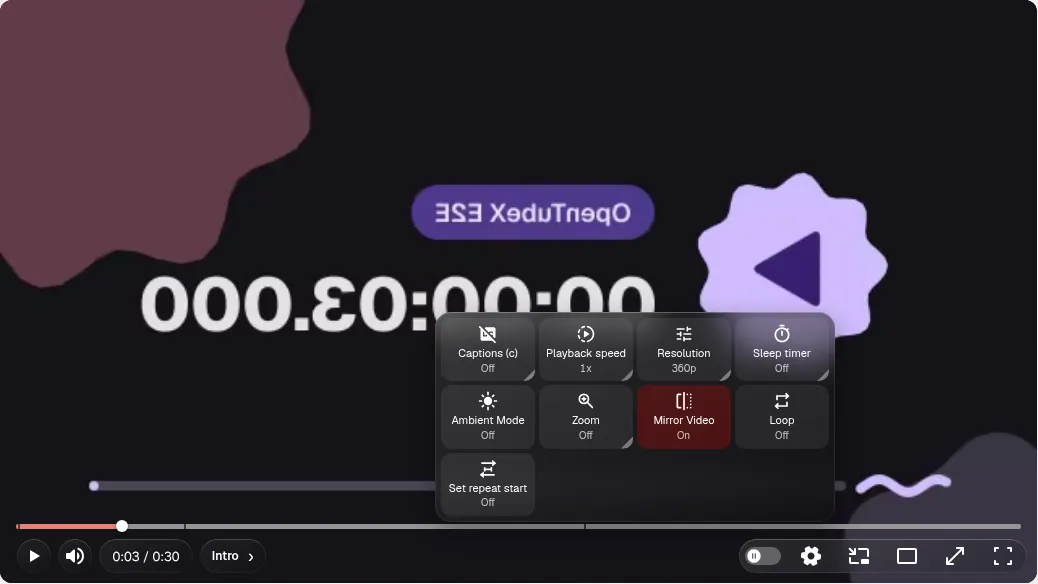 OpenTubeX E2E
00:00:03.000
Captions (c)
Off
Playback speed
1x
Resolution
360p
Sleep timer
Off
Ambient Mode
Off
Zoom
Off
Mirror Video
On
Loop
Off
Set repeat start
Off
0:03 / 0:30
Intro